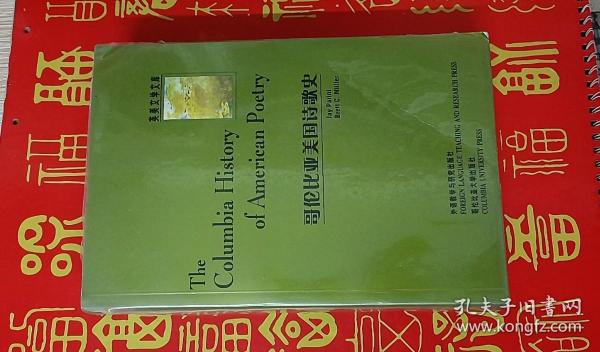 英美文学文库
The
Columbia History
of American Poetry
哥伦比亚美国诗歌史
Jay Parini
Brett C. Millier
外语教学与研究出版社
FOREIGN LANGUAGE TEACHING AND RESEARCH PRESS
哥伦比亚大学出版社
COLUMBIA UNIVERSITY PRESS
孔夫子旧书网
www.kongfz.com